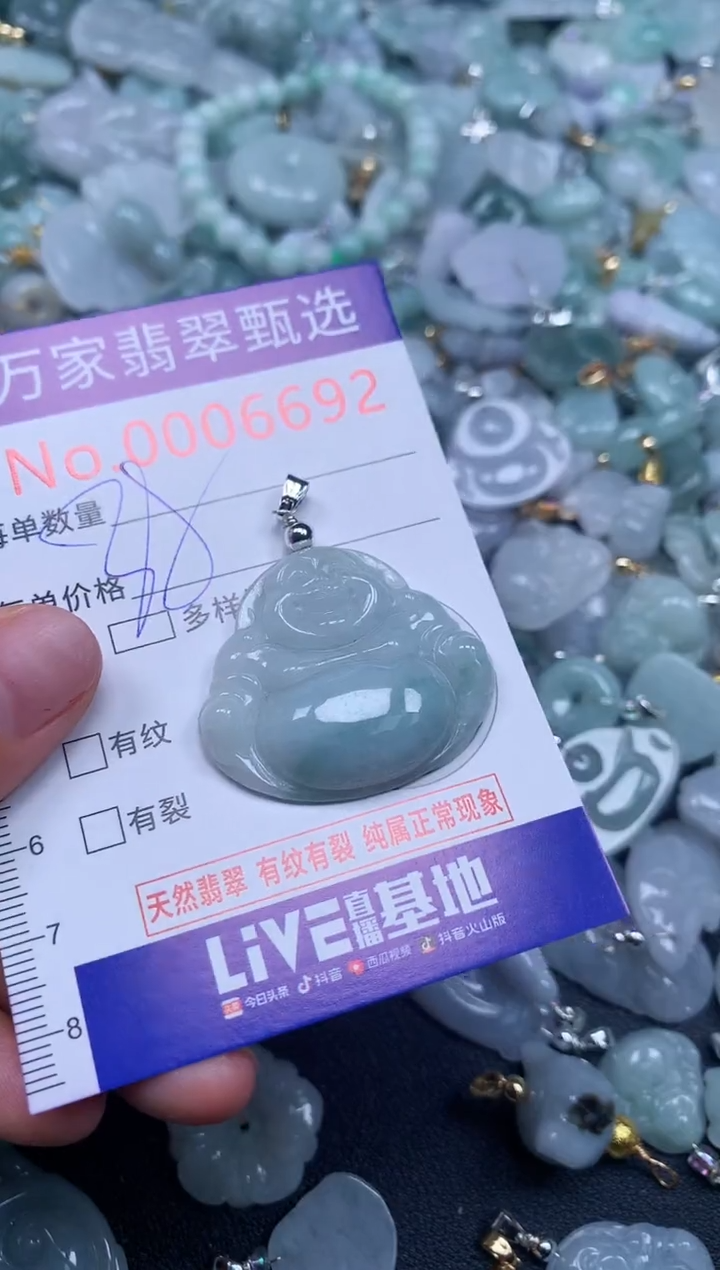 万家翡翠甄选
No.0006692
每单数量
每单价格
多样
有纹
有裂
天然翡翠 有纹有裂 纯属正常现象
LiVE直播基地
今日头条 抖音 西瓜视频 抖音火山版
6
7
8